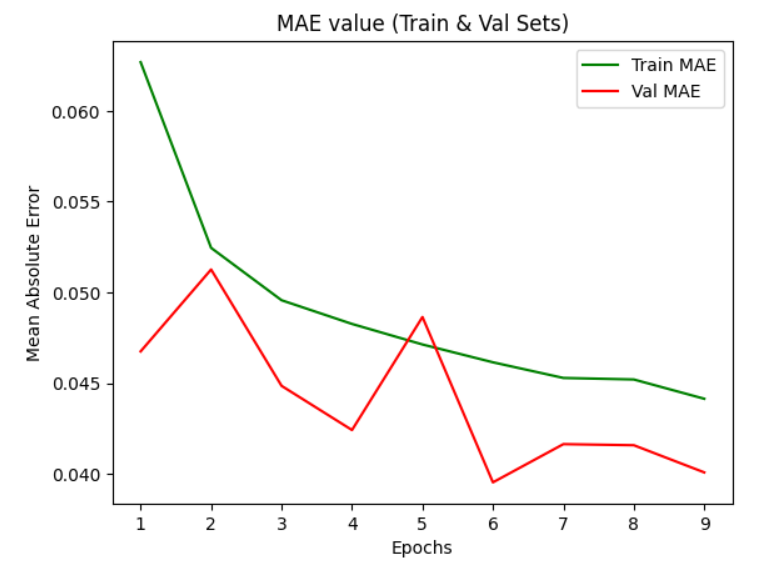 MAE value (Train & Val Sets)
Train MAE
Val MAE
Mean Absolute Error
0.060
0.055
0.050
0.045
0.040
1 2 3 4 5 6 7 8 9
Epochs